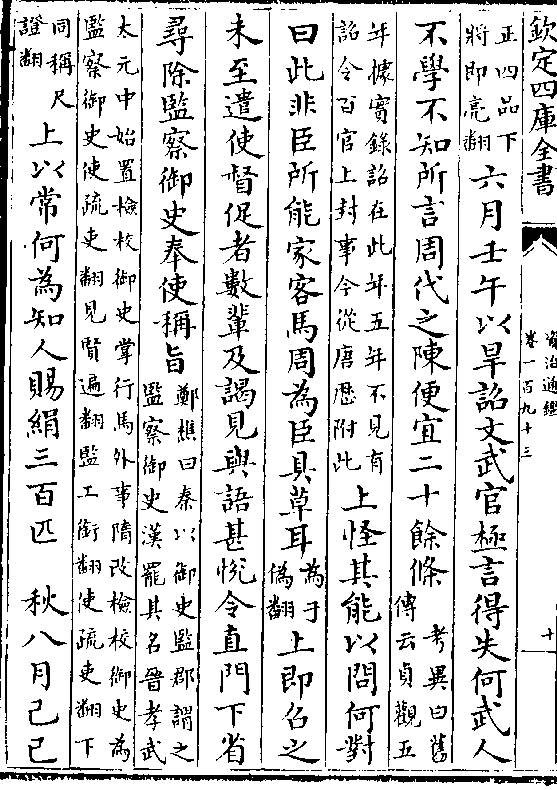 欽定四庫全書
資治通鑑
卷一百九十三
十
正四品下
將即亮翻
六月壬午以旱詔文武官極言得失何武人
不學不知所言周代之陳便宜二十餘條
考異曰舊
傳云貞觀五
年據實錄詔在此年五年不見有
詔令百官上封事今從唐歷附此
上怪其能以問何對
曰此非臣所能家客馬周為臣具草耳
為于
偽翻
上即召之
未至遣使督促者數輩及謁見與語甚悅令直門下省
尋除監察御史奉使稱旨
鄭樵曰秦以御史監郡謂之
監察御史漢罷其名晉孝武
太元中始置檢校御史掌行馬外事隋改檢校御史為
監察御史使疏吏翻見賢遍翻監工銜翻使疏吏翻下
同稱尺
證翻
上以常何為知人賜絹三百匹
秋八月己巳